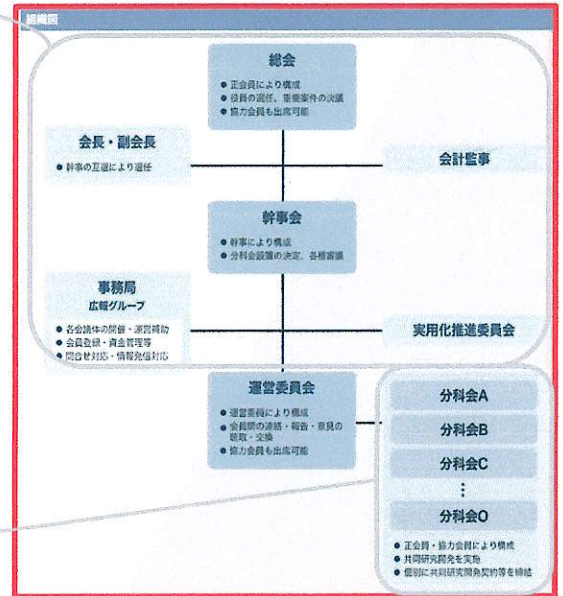 組織図
総会
● 正会員により構成
● 役員の選任、重要案件の決議
● 協力会員も出席可能
会長・副会長
● 幹事の互選により選任
会計監事
幹事会
● 幹事により構成
● 分科会設置の決定、各種審議
事務局
広報グループ
● 各会議体の開催・運営補助
● 会員登録・資金管理等
● 問合せ対応・情報発信対応
実用化推進委員会
運営委員会
● 運営委員により構成
● 会員間の連絡・報告・意見の
聴取・交換
● 協力会員も出席可能
分科会A
分科会B
分科会C
⋮
分科会O
● 正会員・協力会員により構成
● 共同研究開発を実施
● 個別に共同研究開発契約等を締結